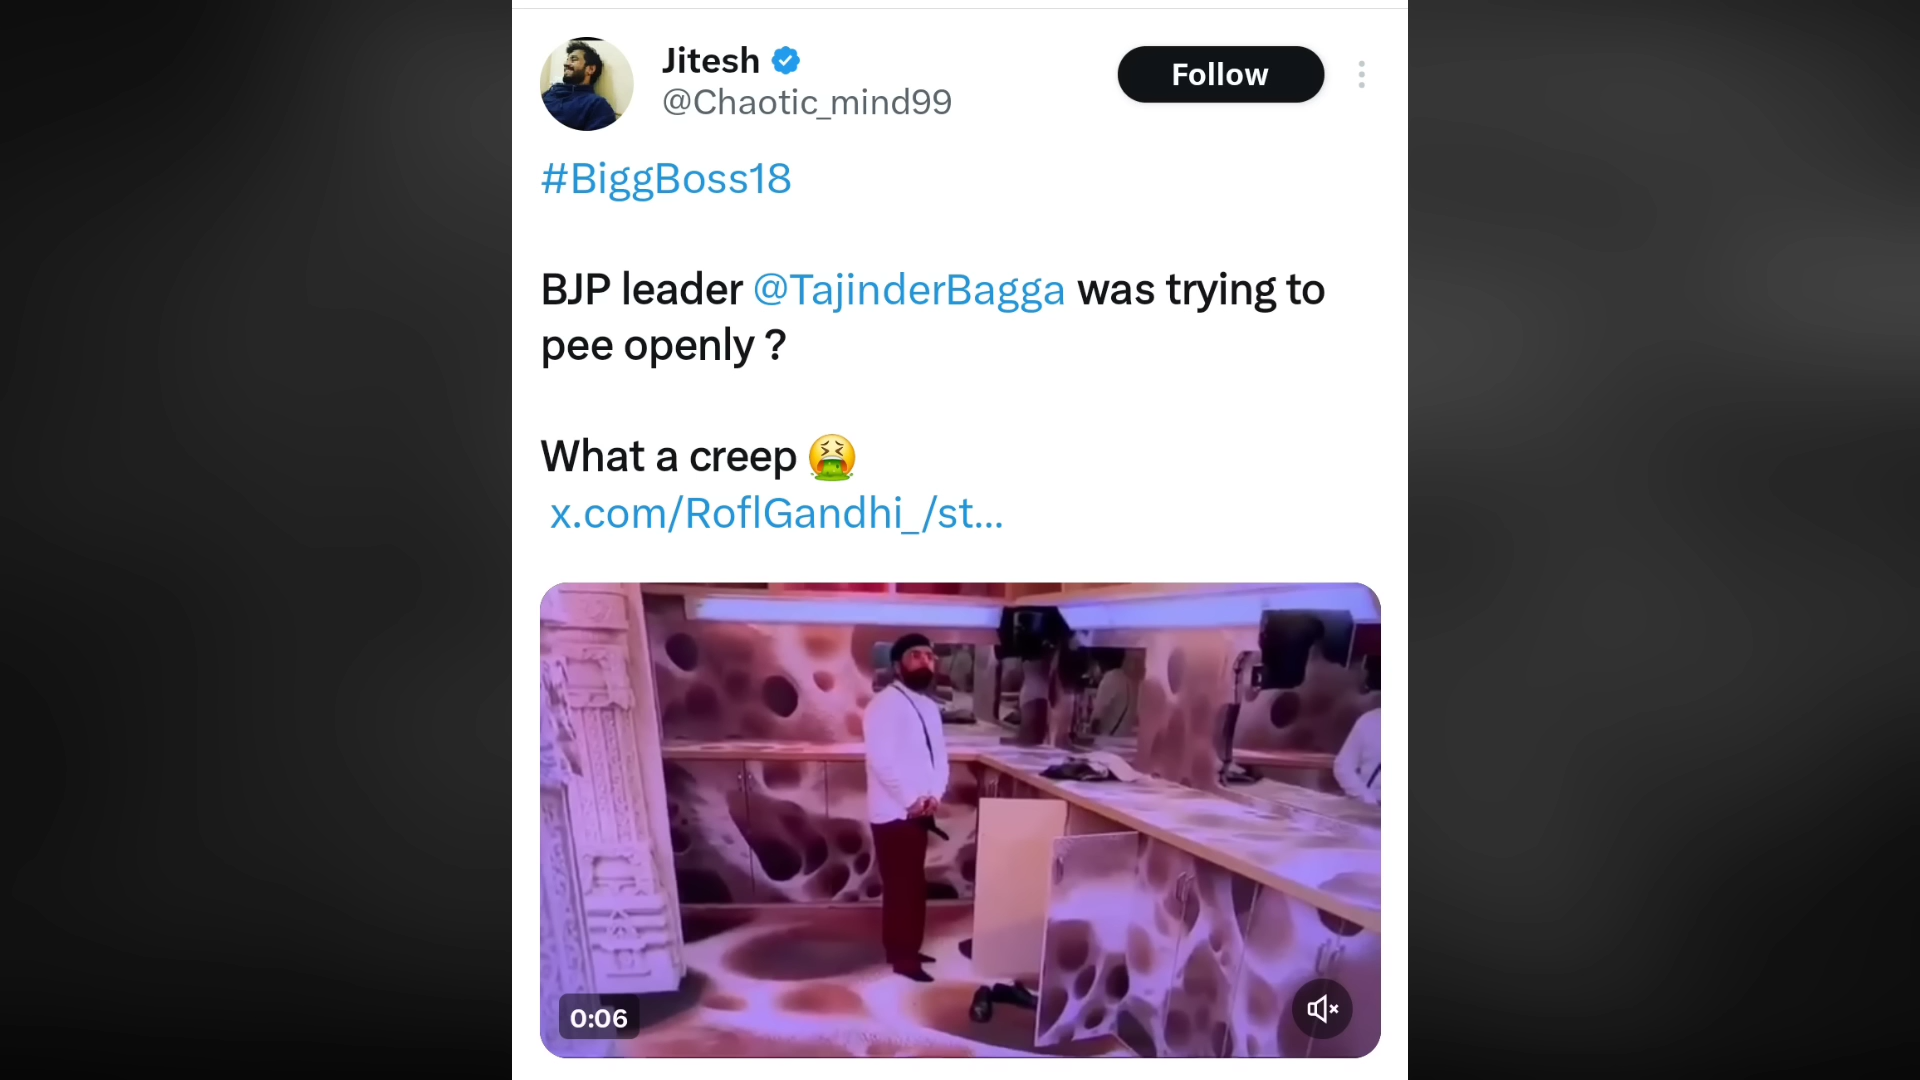 Jitesh
Follow
@Chaotic_mind99
#BiggBoss18
BJP leader @TajinderBagga was trying to
pee openly ?
What a creep 🤮
x.com/RoflGandhi_/st...
0:06